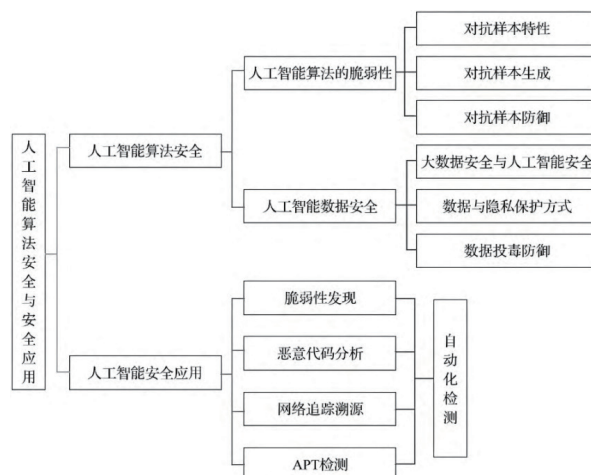 人工智能算法安全与安全应用
人工智能算法安全
人工智能算法的脆弱性
对抗样本特性
对抗样本生成
对抗样本防御
人工智能数据安全
大数据安全与人工智能安全
数据与隐私保护方式
数据投毒防御
人工智能安全应用
脆弱性发现
恶意代码分析
网络追踪溯源
APT检测
自动化检测